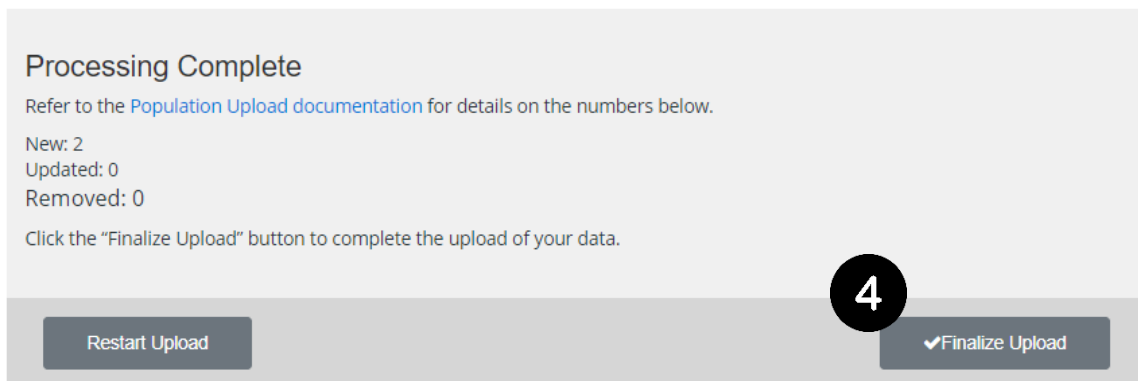 Processing Complete
Refer to the Population Upload documentation for details on the numbers below.
New: 2
Updated: 0
Removed: 0
Click the “Finalize Upload” button to complete the upload of your data.
4
Restart Upload
✔Finalize Upload